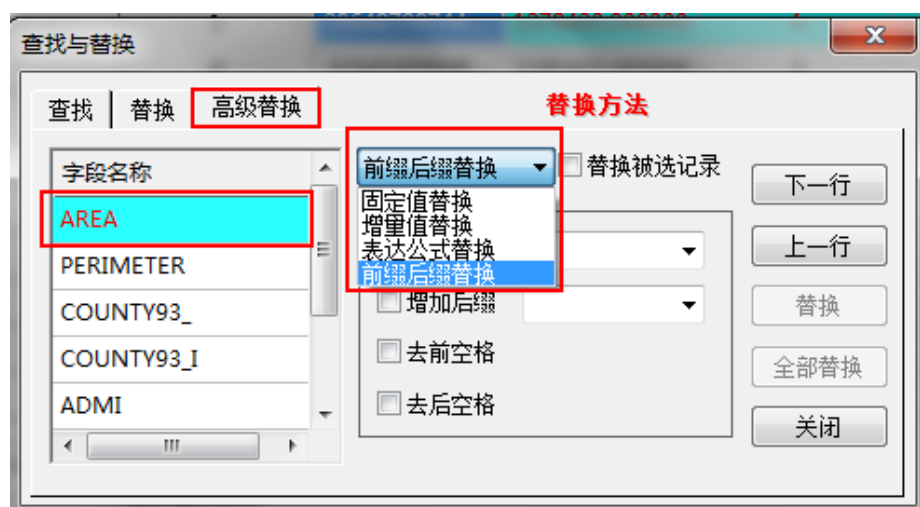 查找与替换
查找 替换 高级替换
替换方法
字段名称
AREA
PERIMETER
COUNTY93_
COUNTY93_I
ADMI
前缀后缀替换
替换被选记录
固定值替换
增量值替换
表达公式替换
前缀后缀替换
增加后缀
去前空格
去后空格
下一行
上一行
替换
全部替换
关闭